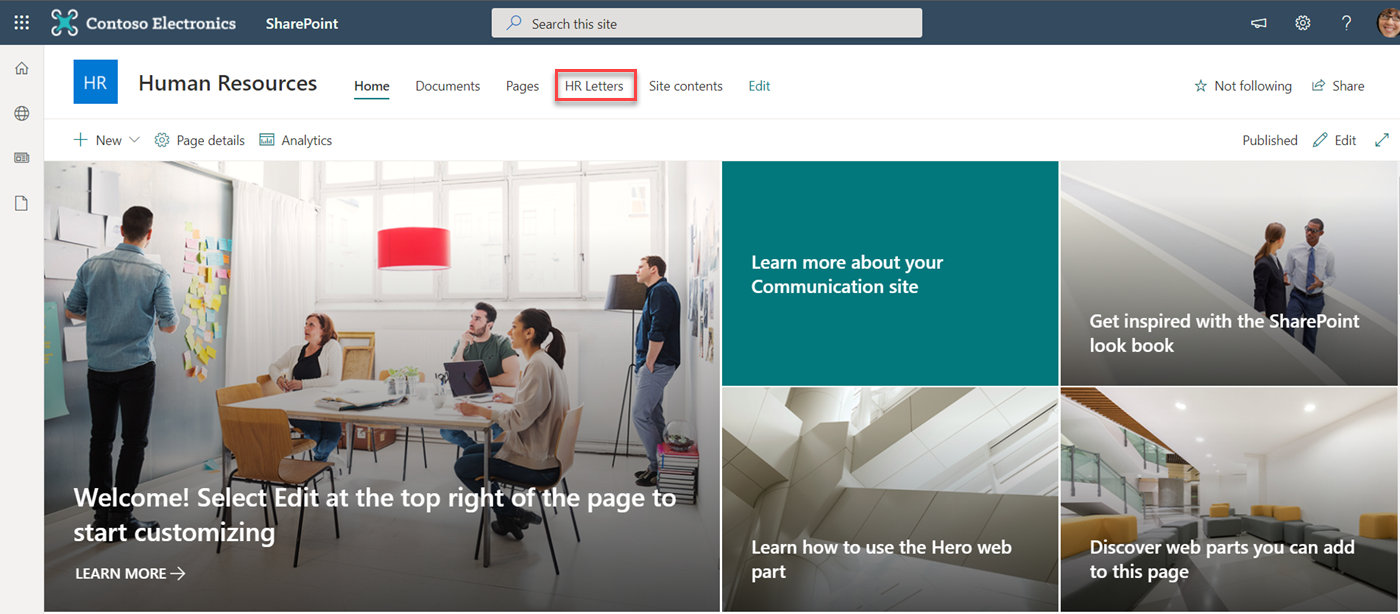 Contoso Electronics SharePoint Search this site ?
HR Human Resources Home Documents Pages HR Letters Site contents Edit Not following Share
New Page details Analytics Published Edit
Learn more about your
Communication site
Get inspired with the SharePoint
look book
Welcome! Select Edit at the top right of the page to
start customizing
LEARN MORE
Learn how to use the Hero web
part
Discover web parts you can add
to this page